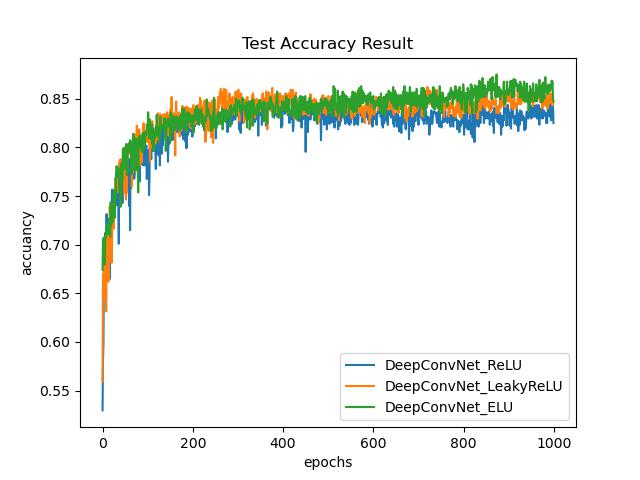 Test Accuracy Result
accuancy
0.85
0.80
0.75
0.70
0.65
0.60
0.55
0
200
400
600
800
1000
epochs
DeepConvNet_ReLU
DeepConvNet_LeakyReLU
DeepConvNet_ELU